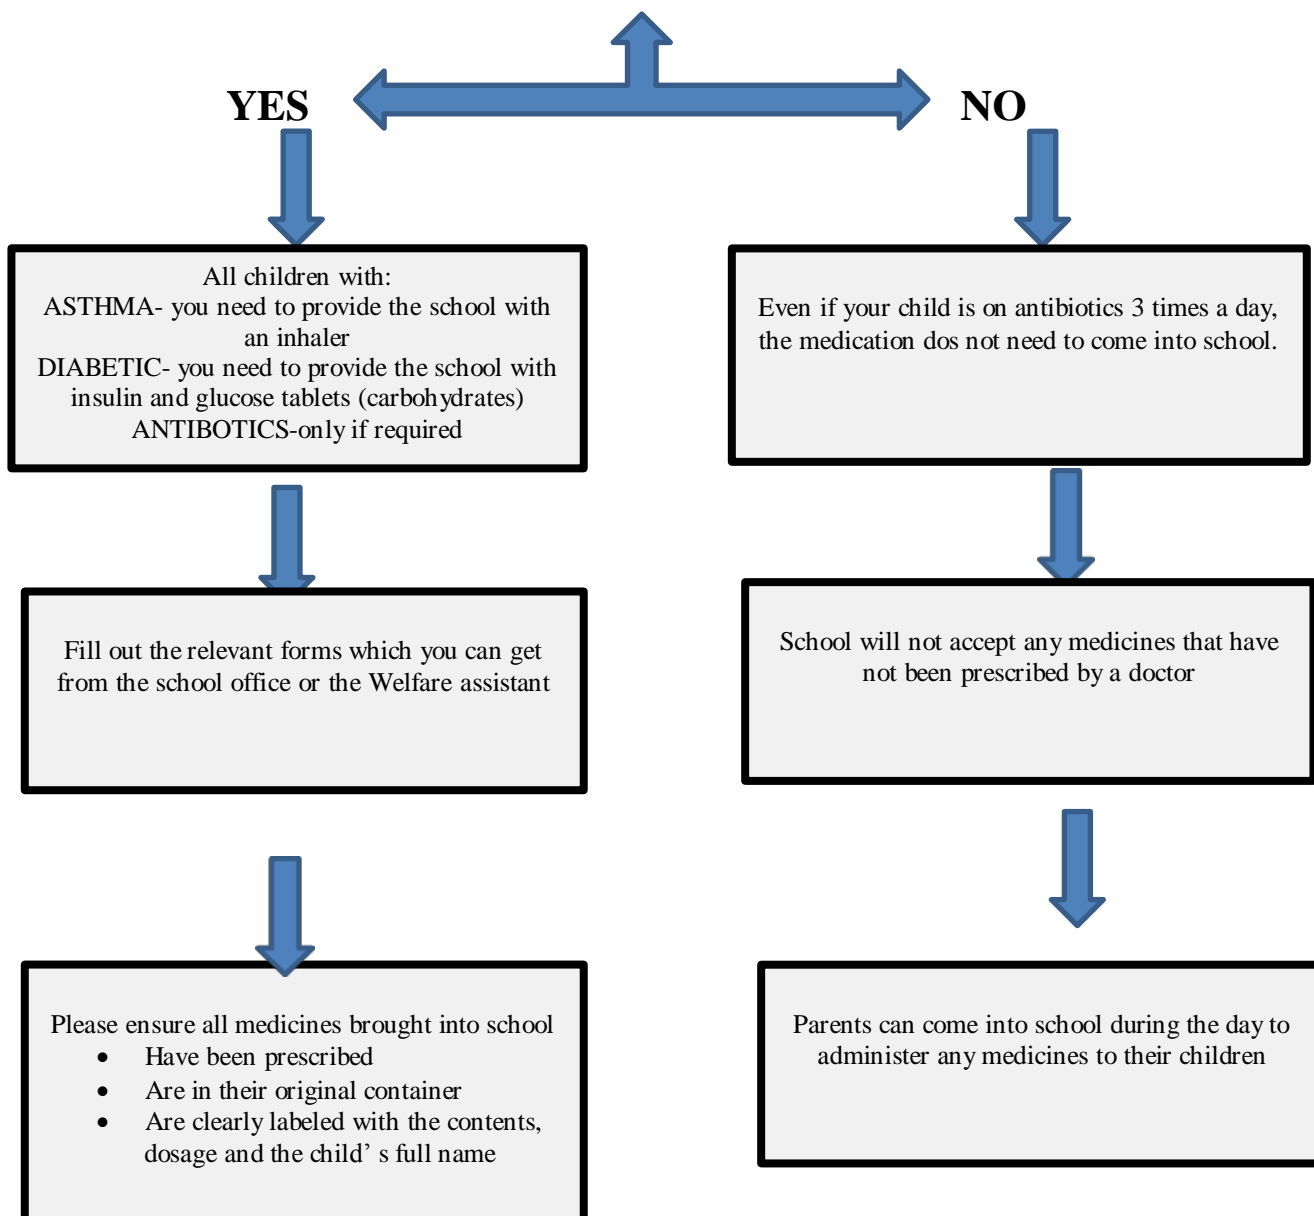 YES
NO
All children with:
ASTHMA- you need to provide the school with
an inhaler
DIABETIC- you need to provide the school with
insulin and glucose tablets (carbohydrates)
ANTIBOTICS-only if required
Even if your child is on antibiotics 3 times a day,
the medication dos not need to come into school.
Fill out the relevant forms which you can get
from the school office or the Welfare assistant
School will not accept any medicines that have
not been prescribed by a doctor
Please ensure all medicines brought into school
• Have been prescribed
• Are in their original container
• Are clearly labeled with the contents,
dosage and the child’ s full name
Parents can come into school during the day to
administer any medicines to their children